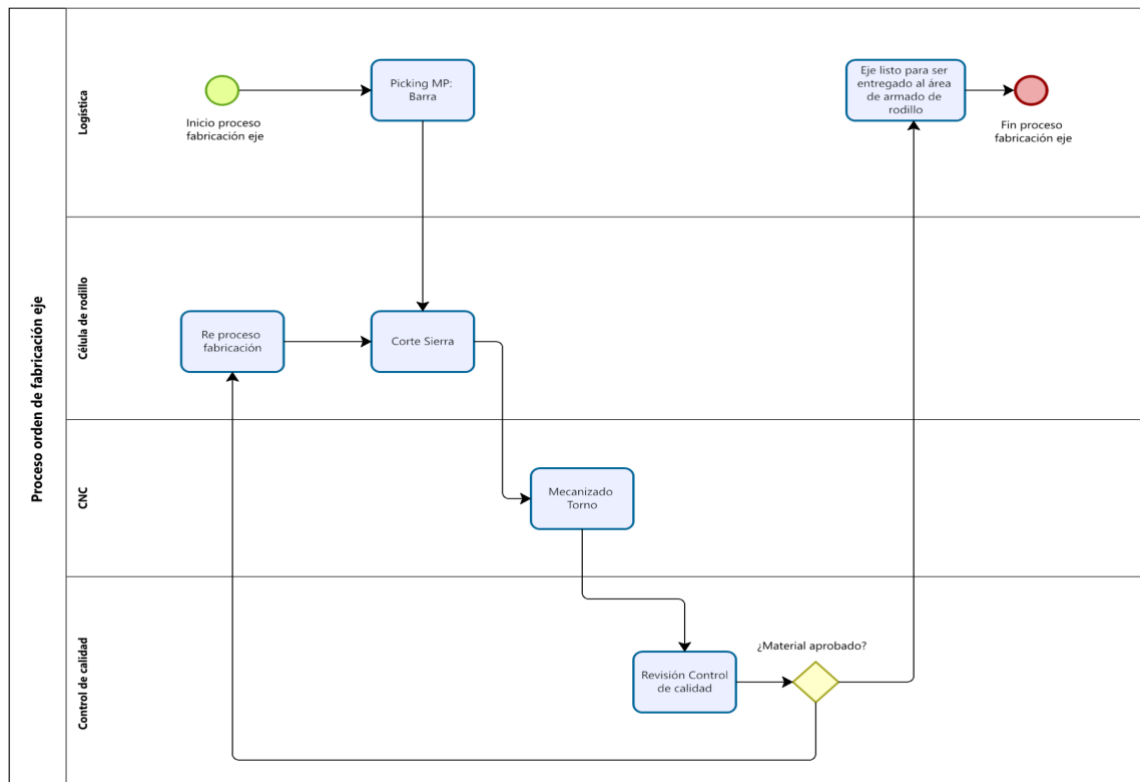 Proceso orden de fabricación eje
Logística
Inicio proceso
fabricación eje
Picking MP:
Barra
Eje listo para ser
entregado al área
de armado de
rodillo
Fin proceso
fabricación eje
Célula de rodillo
Re proceso
fabricación
Corte Sierra
CNC
Mecanizado
Torno
Control de calidad
Revisión Control
de calidad
¿Material aprobado?